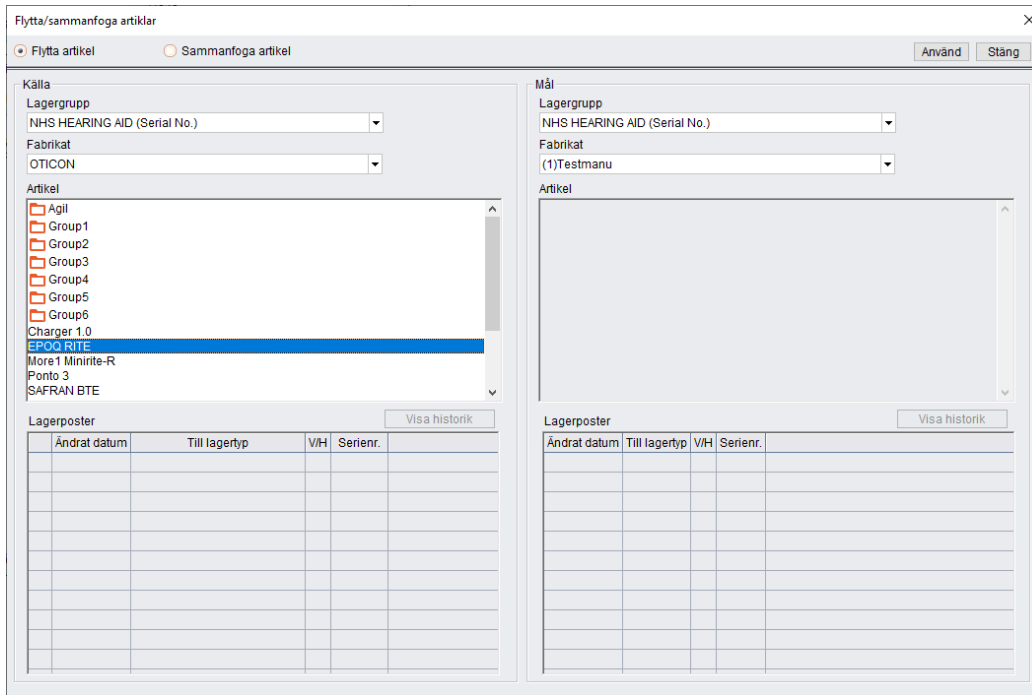 Flytta/sammanfoga artiklar
Flytta artikel
Sammanfoga artikel
Använd
Stäng
Källa
Lagergrupp
NHS HEARING AID (Serial No.)
Fabrikat
OTICON
Artikel
Agil
Group1
Group2
Group3
Group4
Group5
Group6
Charger 1.0
EPOQ RITE
More1 Minirite-R
Ponto 3
SAFRAN BTE
Lagerposter
Visa historik
Ändrat datum Till lagertyp V/H Serienr.
Mål
Lagergrupp
NHS HEARING AID (Serial No.)
Fabrikat
(1)Testmanu
Artikel
Lagerposter
Visa historik
Ändrat datum Till lagertyp V/H Serienr.